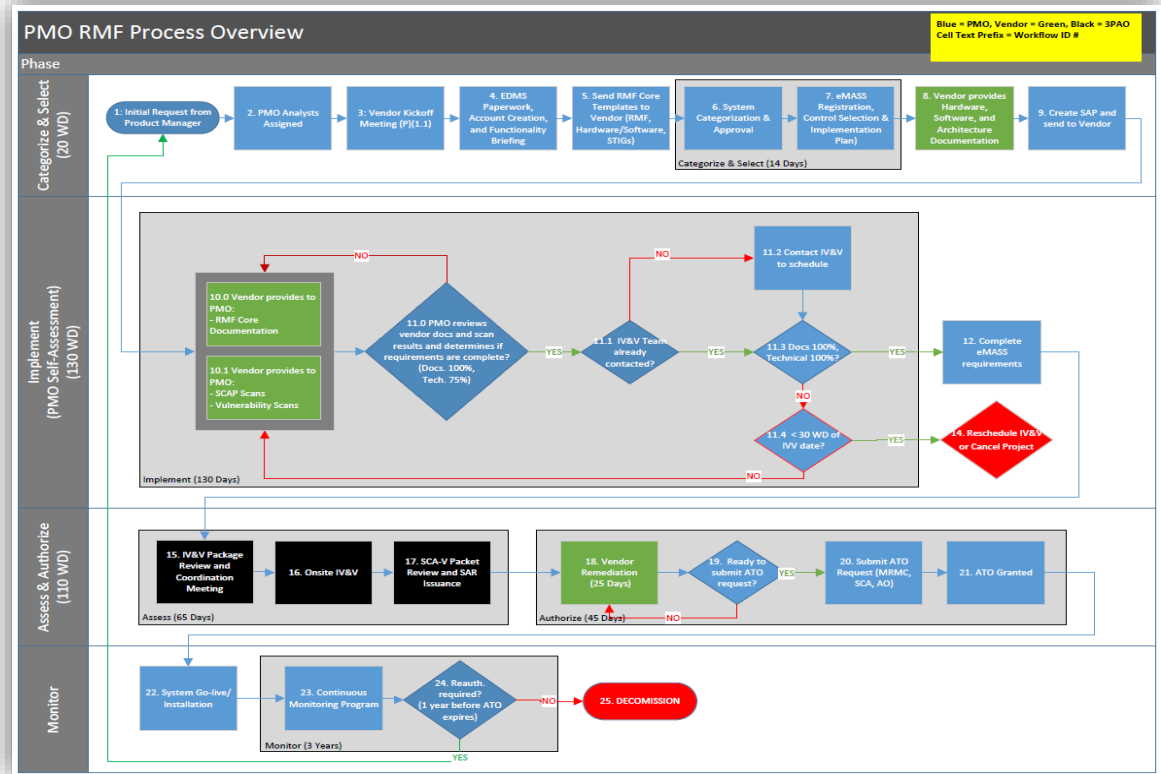 PMO RMF Process Overview
Blue = PMO, Vendor = Green, Black = 3PAO
Cell Text Prefix = Workflow ID #
Phase
Categorize & Select
(20 WD)
1: Initial Request from
Product Manager
2. PMO Analysts
Assigned
3: Vendor Kickoff
Meeting (P)(1.1)
4. EDMS
Paperwork,
Account Creation,
and Functionality
Briefing
5. Send RMF Core
Templates to
Vendor (RMF,
Hardware/Software,
STIGs)
6. System
Categorization &
Approval
7. eMASS
Registration,
Control Selection &
Implementation
Plan)
Categorize & Select (14 Days)
8. Vendor provides
Hardware,
Software, and
Architecture
Documentation
9. Create SAP and
send to Vendor
Implement
(PMO Self-Assessment)
(130 WD)
10.0 Vendor provides to
PMO:
- RMF Core
Documentation
10.1 Vendor provides to
PMO:
- SCAP Scans
- Vulnerability Scans
NO
11.0 PMO reviews
vendor docs and scan
results and determines if
requirements are complete?
(Docs. 100%,
Tech. 75%)
YES
11.1 IV&V Team
already
contacted?
NO
YES
11.2 Contact IV&V
to schedule
11.3 Docs 100%,
Technical 100%?
YES
NO
12. Complete
eMASS
requirements
11.4 < 30 WD of
IVV date?
YES
NO
14. Reschedule IV&V
or Cancel Project
Implement (130 Days)
Assess & Authorize
(110 WD)
15. IV&V Package
Review and
Coordination
Meeting
16. Onsite IV&V
17. SCA-V Packet
Review and SAR
Issuance
Assess (65 Days)
18. Vendor
Remediation
(25 Days)
19. Ready to
submit ATO
request?
YES
NO
20. Submit ATO
Request (MRMC,
SCA, AO)
21. ATO Granted
Authorize (45 Days)
Monitor
22. System Go-live/
Installation
23. Continuous
Monitoring Program
24. Reauth.
required?
(1 year before ATO
expires)
NO
25. DECOMISSION
Monitor (3 Years)
YES